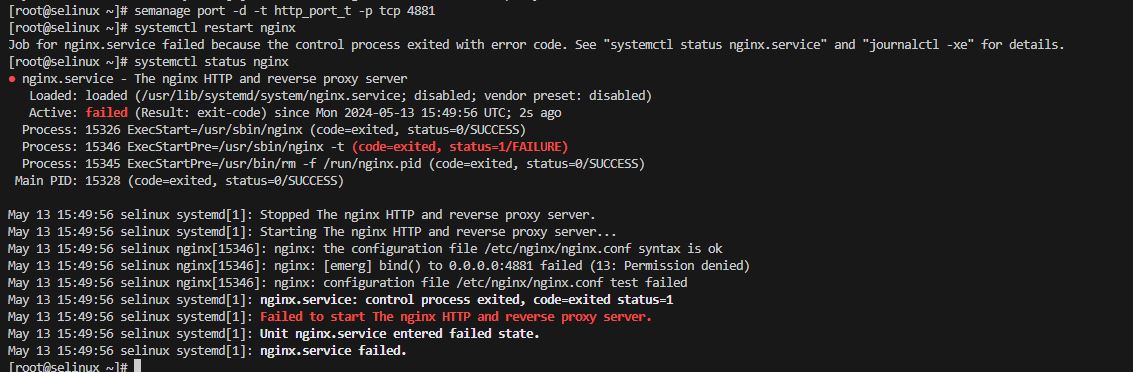 [root@selinux ~]# semanage port -d -t http_port_t -p tcp 4881
[root@selinux ~]# systemctl restart nginx
Job for nginx.service failed because the control process exited with error code. See "systemctl status nginx.service" and "journalctl -xe" for details.
[root@selinux ~]# systemctl status nginx
● nginx.service - The nginx HTTP and reverse proxy server
   Loaded: loaded (/usr/lib/systemd/system/nginx.service; disabled; vendor preset: disabled)
   Active: failed (Result: exit-code) since Mon 2024-05-13 15:49:56 UTC; 2s ago
  Process: 15326 ExecStart=/usr/sbin/nginx (code=exited, status=0/SUCCESS)
  Process: 15346 ExecStartPre=/usr/sbin/nginx -t (code=exited, status=1/FAILURE)
  Process: 15345 ExecStartPre=/usr/bin/rm -f /run/nginx.pid (code=exited, status=0/SUCCESS)
 Main PID: 15328 (code=exited, status=0/SUCCESS)

May 13 15:49:56 selinux systemd[1]: Stopped The nginx HTTP and reverse proxy server.
May 13 15:49:56 selinux systemd[1]: Starting The nginx HTTP and reverse proxy server...
May 13 15:49:56 selinux nginx[15346]: nginx: the configuration file /etc/nginx/nginx.conf syntax is ok
May 13 15:49:56 selinux nginx[15346]: nginx: [emerg] bind() to 0.0.0.0:4881 failed (13: Permission denied)
May 13 15:49:56 selinux nginx[15346]: nginx: configuration file /etc/nginx/nginx.conf test failed
May 13 15:49:56 selinux systemd[1]: nginx.service: control process exited, code=exited status=1
May 13 15:49:56 selinux systemd[1]: Failed to start The nginx HTTP and reverse proxy server.
May 13 15:49:56 selinux systemd[1]: Unit nginx.service entered failed state.
May 13 15:49:56 selinux systemd[1]: nginx.service failed.
[root@selinux ~]#